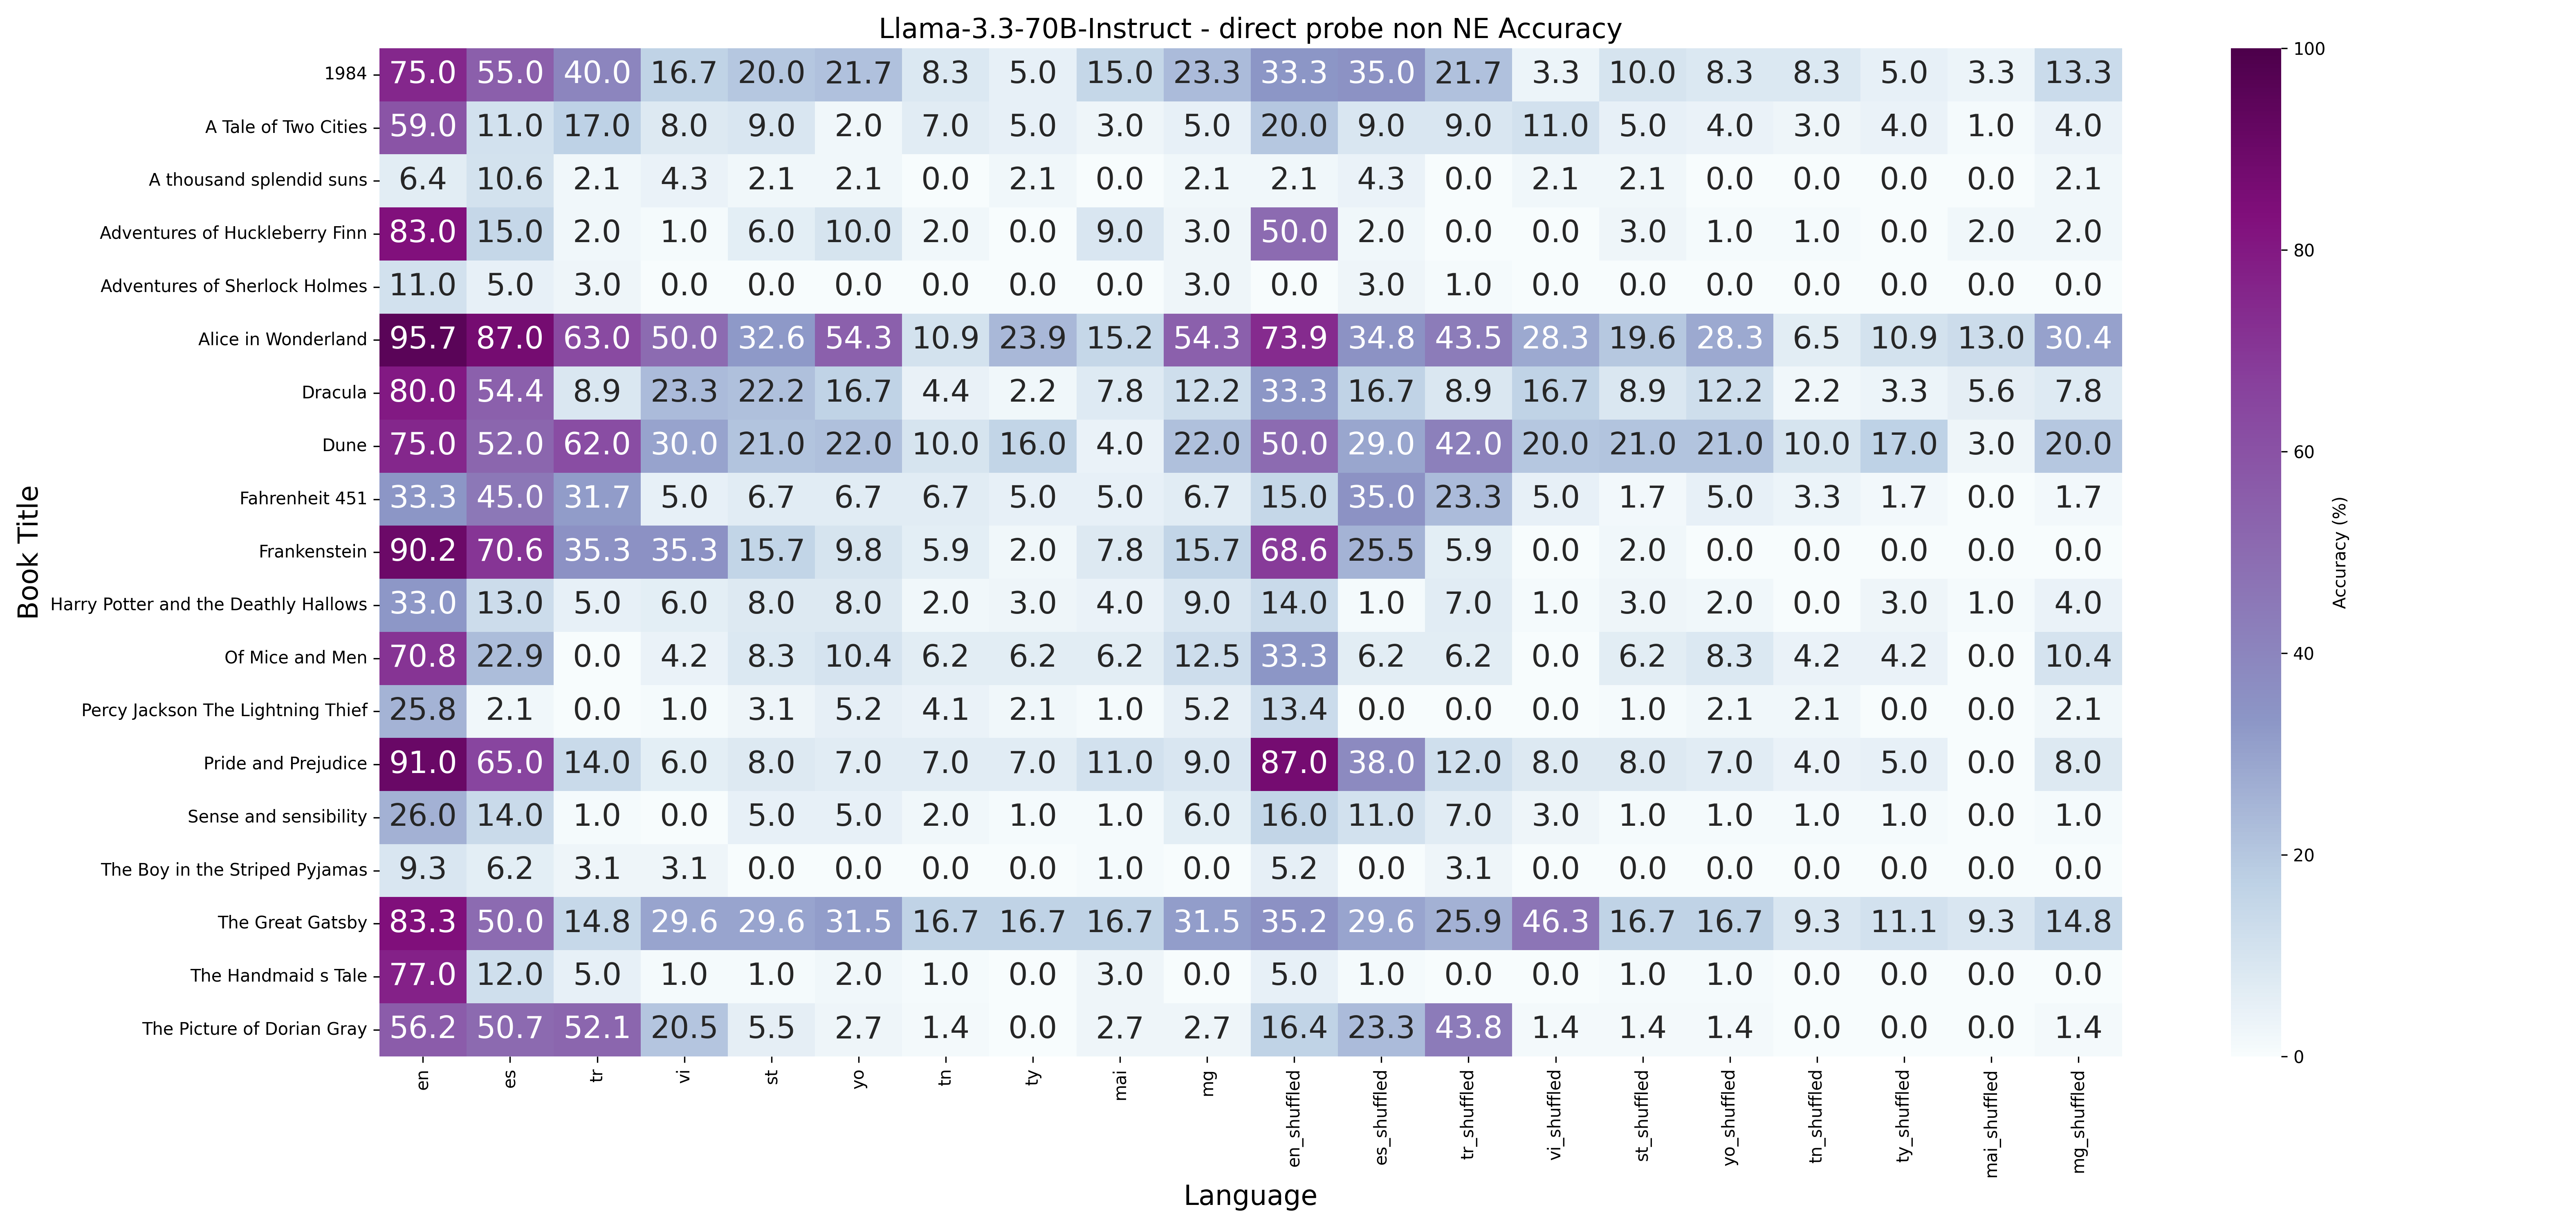 Llama-3.3-70B-Instruct - direct probe non NE Accuracy
Book Title
1984 75.0 55.0 40.0 16.7 20.0 21.7 8.3 5.0 15.0 23.3 33.3 35.0 21.7 3.3 10.0 8.3 8.3 5.0 3.3 13.3
A Tale of Two Cities 59.0 11.0 17.0 8.0 9.0 2.0 7.0 5.0 3.0 5.0 20.0 9.0 9.0 11.0 5.0 4.0 3.0 4.0 1.0 4.0
A thousand splendid suns 6.4 10.6 2.1 4.3 2.1 2.1 0.0 2.1 0.0 2.1 2.1 4.3 0.0 2.1 2.1 0.0 0.0 0.0 0.0 2.1
Adventures of Huckleberry Finn 83.0 15.0 2.0 1.0 6.0 10.0 2.0 0.0 9.0 3.0 50.0 2.0 0.0 0.0 3.0 1.0 1.0 0.0 2.0 2.0
Adventures of Sherlock Holmes 11.0 5.0 3.0 0.0 0.0 0.0 0.0 0.0 0.0 3.0 0.0 3.0 1.0 0.0 0.0 0.0 0.0 0.0 0.0 0.0
Alice in Wonderland 95.7 87.0 63.0 50.0 32.6 54.3 10.9 23.9 15.2 54.3 73.9 34.8 43.5 28.3 19.6 28.3 6.5 10.9 13.0 30.4
Dracula 80.0 54.4 8.9 23.3 22.2 16.7 4.4 2.2 7.8 12.2 33.3 16.7 8.9 16.7 8.9 12.2 2.2 3.3 5.6 7.8
Dune 75.0 52.0 62.0 30.0 21.0 22.0 10.0 16.0 4.0 22.0 50.0 29.0 42.0 20.0 21.0 21.0 10.0 17.0 3.0 20.0
Fahrenheit 451 33.3 45.0 31.7 5.0 6.7 6.7 6.7 5.0 5.0 6.7 15.0 35.0 23.3 5.0 1.7 5.0 3.3 1.7 0.0 1.7
Frankenstein 90.2 70.6 35.3 35.3 15.7 9.8 5.9 2.0 7.8 15.7 68.6 25.5 5.9 0.0 2.0 0.0 0.0 0.0 0.0 0.0
Harry Potter and the Deathly Hallows 33.0 13.0 5.0 6.0 8.0 8.0 2.0 3.0 4.0 9.0 14.0 1.0 7.0 1.0 3.0 2.0 0.0 3.0 1.0 4.0
Of Mice and Men 70.8 22.9 0.0 4.2 8.3 10.4 6.2 6.2 6.2 12.5 33.3 6.2 6.2 0.0 6.2 8.3 4.2 4.2 0.0 10.4
Percy Jackson The Lightning Thief 25.8 2.1 0.0 1.0 3.1 5.2 4.1 2.1 1.0 5.2 13.4 0.0 0.0 0.0 1.0 2.1 2.1 0.0 0.0 2.1
Pride and Prejudice 91.0 65.0 14.0 6.0 8.0 7.0 7.0 7.0 11.0 9.0 87.0 38.0 12.0 8.0 8.0 7.0 4.0 5.0 0.0 8.0
Sense and sensibility 26.0 14.0 1.0 0.0 5.0 5.0 2.0 1.0 1.0 6.0 16.0 11.0 7.0 3.0 1.0 1.0 1.0 1.0 0.0 1.0
The Boy in the Striped Pyjamas 9.3 6.2 3.1 3.1 0.0 0.0 0.0 0.0 1.0 0.0 5.2 0.0 3.1 0.0 0.0 0.0 0.0 0.0 0.0 0.0
The Great Gatsby 83.3 50.0 14.8 29.6 29.6 31.5 16.7 16.7 16.7 31.5 35.2 29.6 25.9 46.3 16.7 16.7 9.3 11.1 9.3 14.8
The Handmaid s Tale 77.0 12.0 5.0 1.0 1.0 2.0 1.0 0.0 3.0 0.0 5.0 1.0 0.0 0.0 1.0 1.0 0.0 0.0 0.0 0.0
The Picture of Dorian Gray 56.2 50.7 52.1 20.5 5.5 2.7 1.4 0.0 2.7 2.7 16.4 23.3 43.8 1.4 1.4 1.4 0.0 0.0 0.0 1.4
en es tr vi st yo tn ty mai mg en_shuffled es_shuffled tr_shuffled vi_shuffled st_shuffled yo_shuffled tn_shuffled ty_shuffled mai_shuffled mg_shuffled
Language
100
80
60
40
20
0
Accuracy (%)